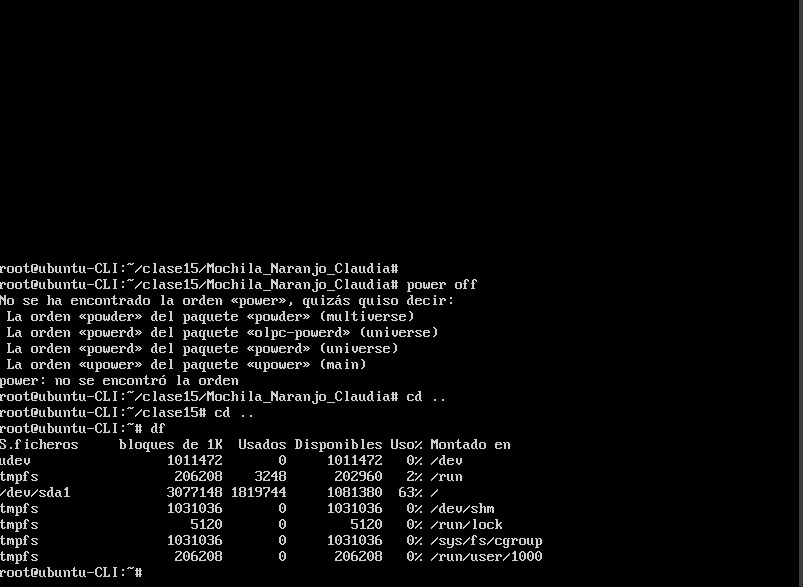 root@ubuntu-CLI:~/clase15/Mochila_Naranjo_Claudia#
root@ubuntu-CLI:~/clase15/Mochila_Naranjo_Claudia# power off
No se ha encontrado la orden «power», quizás quiso decir:
 La orden «powder» del paquete «powder» (multiverse)
 La orden «powerd» del paquete «olpc-powerd» (universe)
 La orden «powerd» del paquete «powerd» (universe)
 La orden «upower» del paquete «upower» (main)
power: no se encontró la orden
root@ubuntu-CLI:~/clase15/Mochila_Naranjo_Claudia# cd ..
root@ubuntu-CLI:~/clase15# cd ..
root@ubuntu-CLI:~# df
S.ficheros     bloques de 1K  Usados Disponibles Uso% Montado en
udev                 1011472       0     1011472   0% /dev
tmpfs                 206208    3248      202960   2% /run
/dev/sda1            3077148 1819744     1081380  63% /
tmpfs                1031036       0     1031036   0% /dev/shm
tmpfs                   5120       0        5120   0% /run/lock
tmpfs                1031036       0     1031036   0% /sys/fs/cgroup
tmpfs                 206208       0      206208   0% /run/user/1000
root@ubuntu-CLI:~#